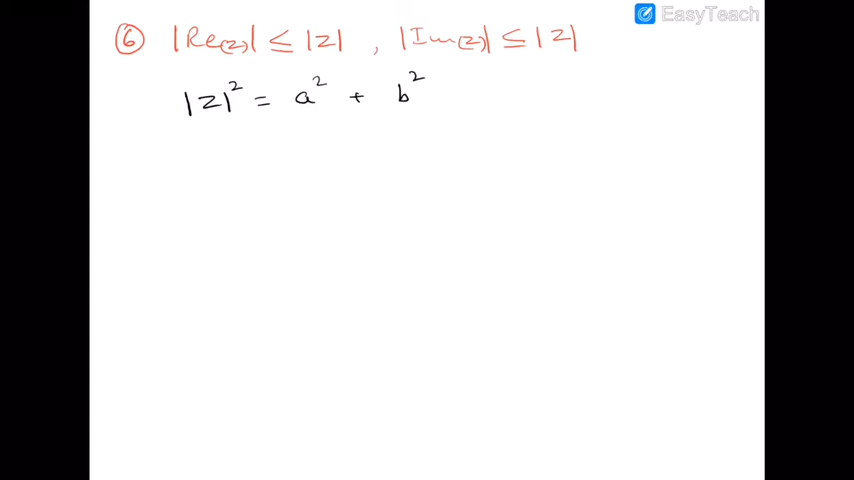 EasyTeach
⑥ |Re(z)| ≤ |z| , |Im(z)| ≤ |z|
|z|² = a² + b²